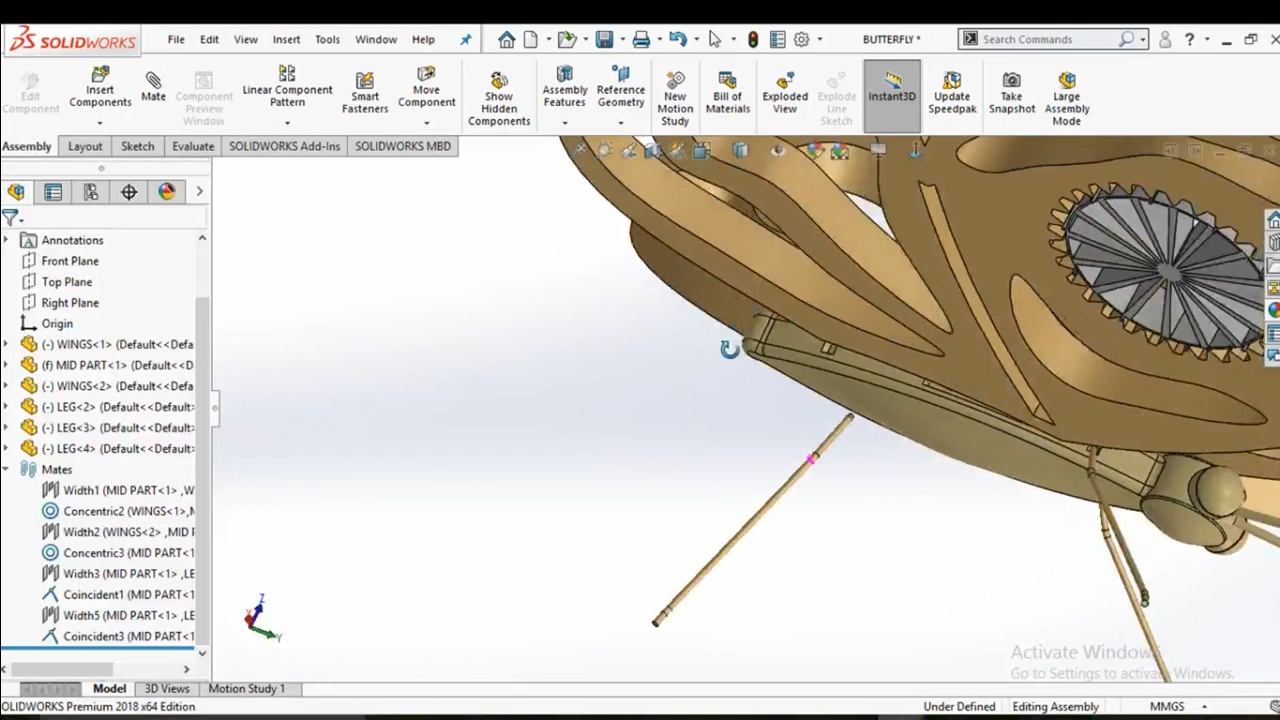 SOLIDWORKS File Edit View Insert Tools Window Help BUTTERFLY * Search Commands ?
Edit Component
Insert Components
Mate
Component Preview Window
Linear Component Pattern
Smart Fasteners
Move Component
Show Hidden Components
Assembly Features
Reference Geometry
New Motion Study
Bill of Materials
Exploded View
Explode Line Sketch
Instant3D
Update Speedpak
Take Snapshot
Large Assembly Mode
Assembly Layout Sketch Evaluate SOLIDWORKS Add-Ins SOLIDWORKS MBD
Annotations
Front Plane
Top Plane
Right Plane
Origin
(-) WINGS<1> (Default<<Defa
(f) MID PART<1> (Default<<D
(-) WINGS<2> (Default<<Defa
(-) LEG<2> (Default<<Default
(-) LEG<3> (Default<<Default
(-) LEG<4> (Default<<Default
Mates
Width1 (MID PART<1> ,W
Concentric2 (WINGS<1>,M
Width2 (WINGS<2> ,MID P
Concentric3 (MID PART<1
Width3 (MID PART<1> ,LE
Coincident1 (MID PART<1
Width5 (MID PART<1> ,LE
Coincident3 (MID PART<1
Z
X
Y
Activate Windows
Go to Settings to activate Windows.
Model 3D Views Motion Study 1
SOLIDWORKS Premium 2018 x64 Edition Under Defined Editing Assembly MMGS